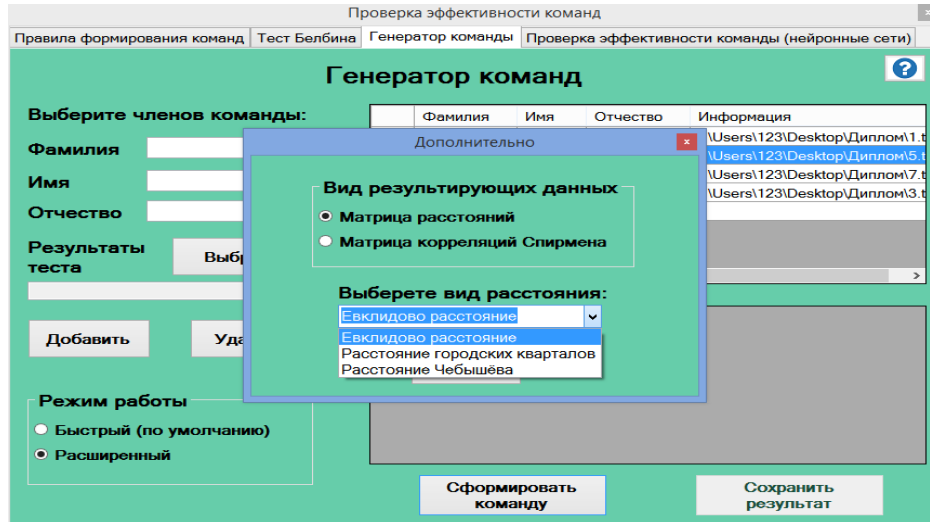 Проверка эффективности команд
Правила формирования команд Тест Белбина Генератор команды Проверка эффективности команды (нейронные сети)
Генератор команд
Выберите членов команды:
Фамилия
Имя
Отчество
Результаты
теста
Добавить
Режим работы
Быстрый (по умолчанию)
Расширенный
Фамилия Имя Отчество Информация
\Users\123\Desktop\Диплом\1.t
\Users\123\Desktop\Диплом\5.t
\Users\123\Desktop\Диплом\7.t
\Users\123\Desktop\Диплом\3.t
Дополнительно
Вид результирующих данных
Матрица расстояний
Матрица корреляций Спирмена
Выберете вид расстояния:
Евклидово расстояние
Евклидово расстояние
Расстояние городских кварталов
Расстояние Чебышёва
Сформировать
команду
Сохранить
результат